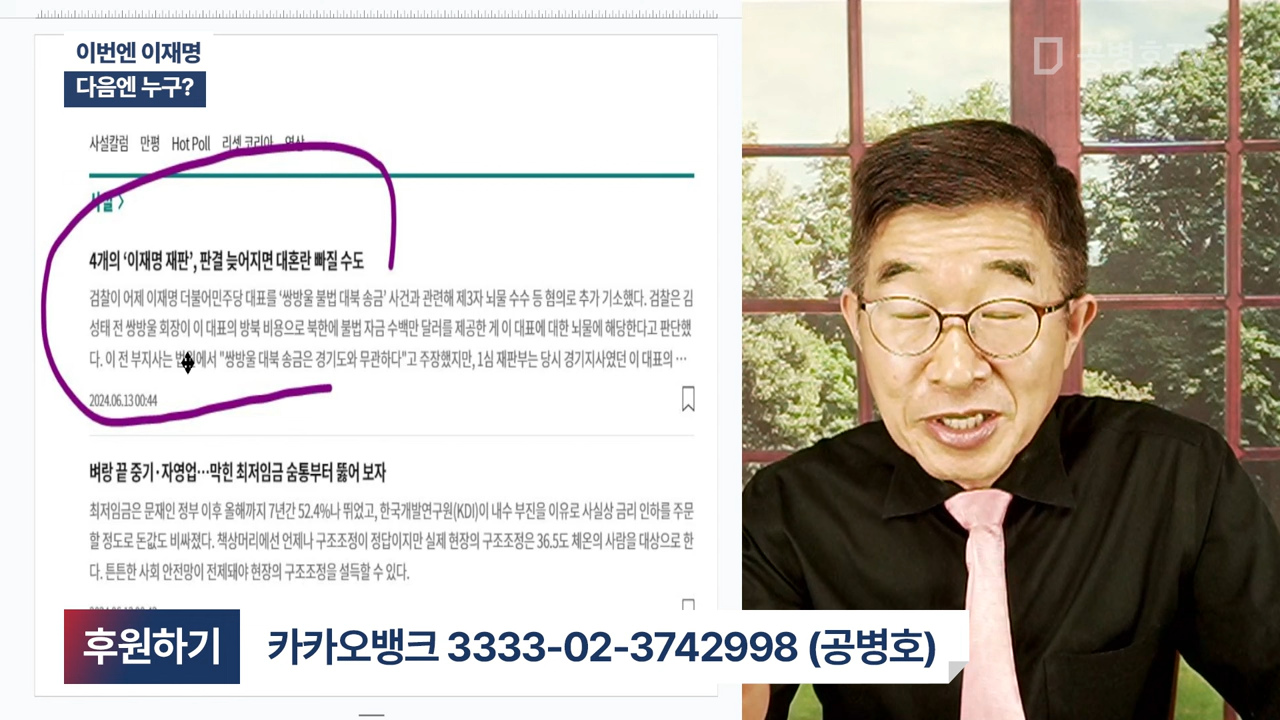 이번엔 이재명
다음엔 누구?
사설칼럼 만평 Hot Poll 리셋 코리아 영상
사설 >
4개의 ‘이재명 재판’, 판결 늦어지면 대혼란 빠질 수도
검찰이 어제 이재명 더불어민주당 대표를 ‘쌍방울 불법 대북 송금’ 사건과 관련해 제3자 뇌물 수수 등 혐의로 추가 기소했다. 검찰은 김
성태 전 쌍방울 회장이 이 대표의 방북 비용으로 북한에 불법 자금 수백만 달러를 제공한 게 이 대표에 대한 뇌물에 해당한다고 판단했
다. 이 전 부지사는 에서 "쌍방울 대북 송금은 경기도와 무관하다"고 주장했지만, 1심 재판부는 당시 경기지사였던 이 대표의 …
2024.06.13 00:44
벼랑 끝 중기·자영업…막힌 최저임금 숨통부터 뚫어 보자
최저임금은 문재인 정부 이후 올해까지 7년간 52.4%나 뛰었고, 한국개발연구원(KDI)이 내수 부진을 이유로 사실상 금리 인하를 주문
할 정도로 돈값도 비싸졌다. 책상머리에선 언제나 구조조정이 정답이지만 실제 현장의 구조조정은 36.5도 체온의 사람을 대상으로 한
다. 튼튼한 사회 안전망이 전제돼야 현장의 구조조정을 설득할 수 있다.
후원하기
카카오뱅크 3333-02-3742998 (공병호)